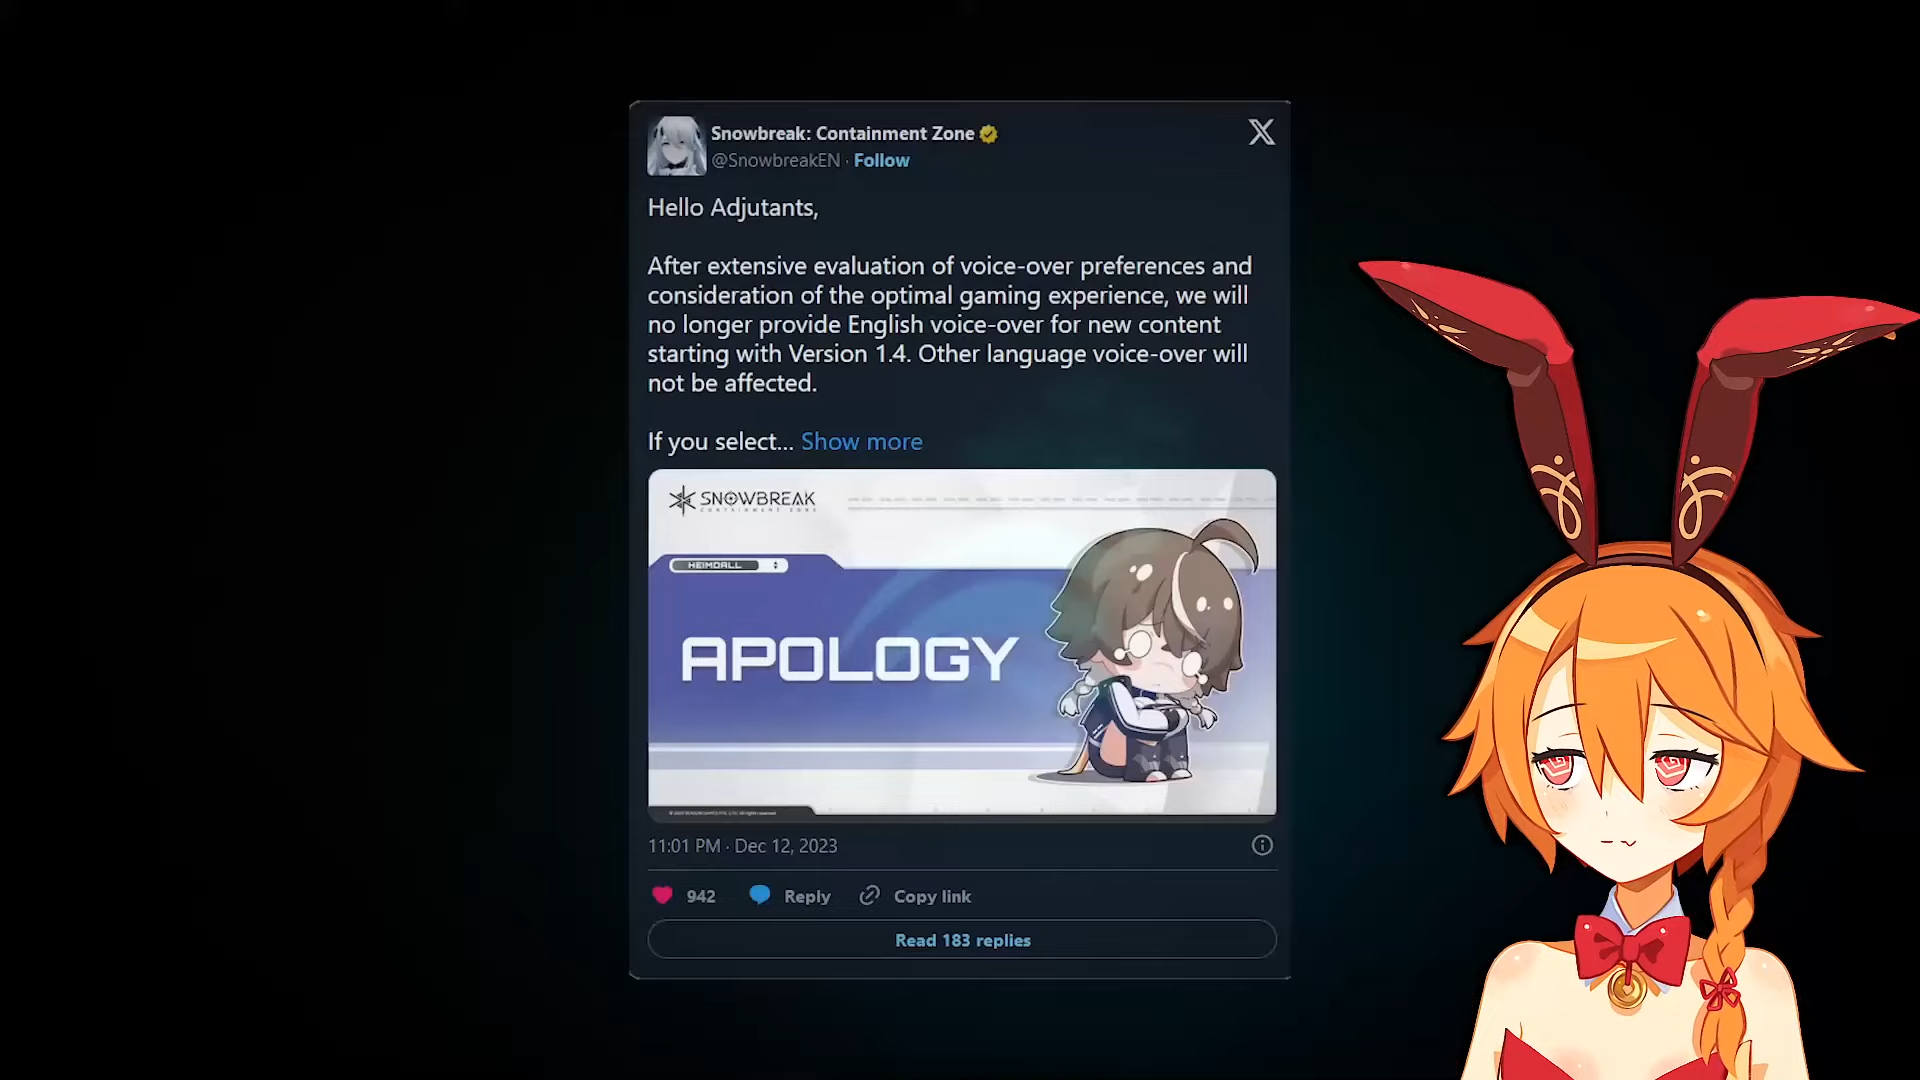 Snowbreak: Containment Zone
@SnowbreakEN · Follow
Hello Adjutants,
After extensive evaluation of voice-over preferences and
consideration of the optimal gaming experience, we will
no longer provide English voice-over for new content
starting with Version 1.4. Other language voice-over will
not be affected.
If you select... Show more
SNOWBREAK
CONTAINMENT ZONE
HEIMDALL
APOLOGY
11:01 PM · Dec 12, 2023
942 Reply Copy link
Read 183 replies